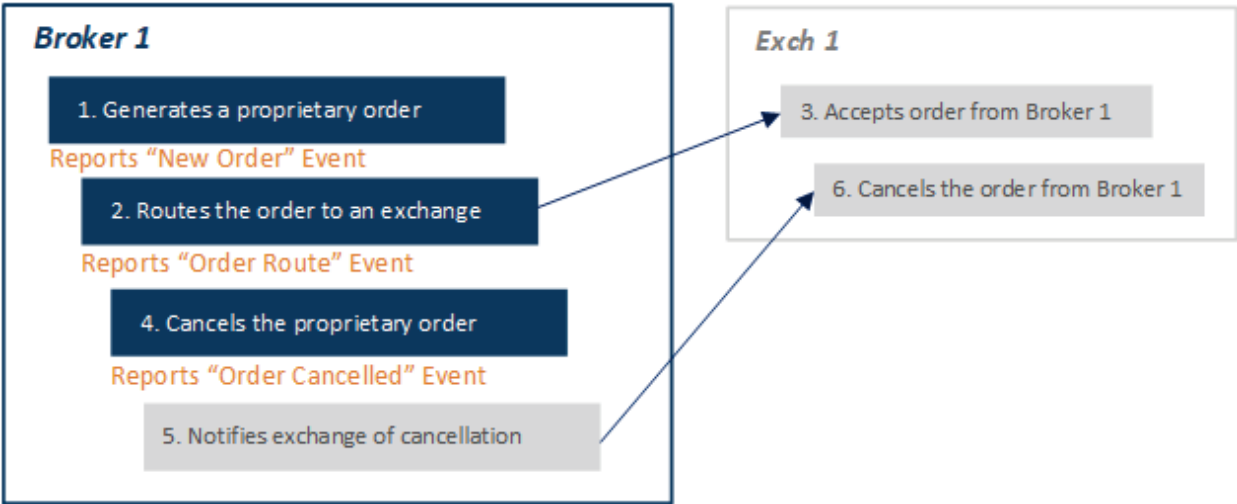 Broker 1
1. Generates a proprietary order
Reports “New Order” Event
2. Routes the order to an exchange
Reports “Order Route” Event
4. Cancels the proprietary order
Reports “Order Cancelled” Event
5. Notifies exchange of cancellation
Exch 1
3. Accepts order from Broker 1
6. Cancels the order from Broker 1